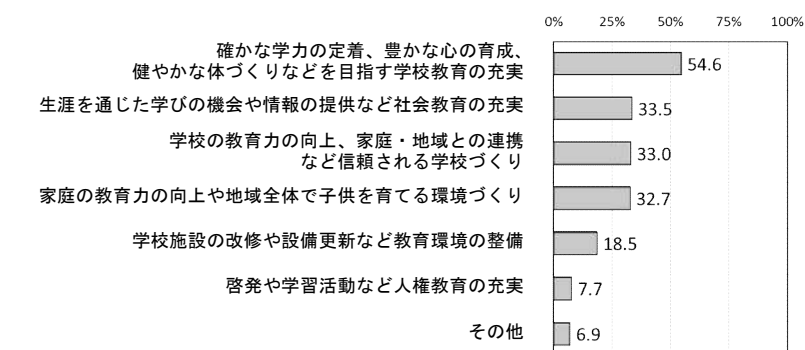 0% 25% 50% 75% 100%
確かな学力の定着、豊かな心の育成、
健やかな体づくりなどを目指す学校教育の充実 54.6
生涯を通じた学びの機会や情報の提供など社会教育の充実 33.5
学校の教育力の向上、家庭・地域との連携
など信頼される学校づくり 33.0
家庭の教育力の向上や地域全体で子供を育てる環境づくり 32.7
学校施設の改修や設備更新など教育環境の整備 18.5
啓発や学習活動など人権教育の充実 7.7
その他 6.9